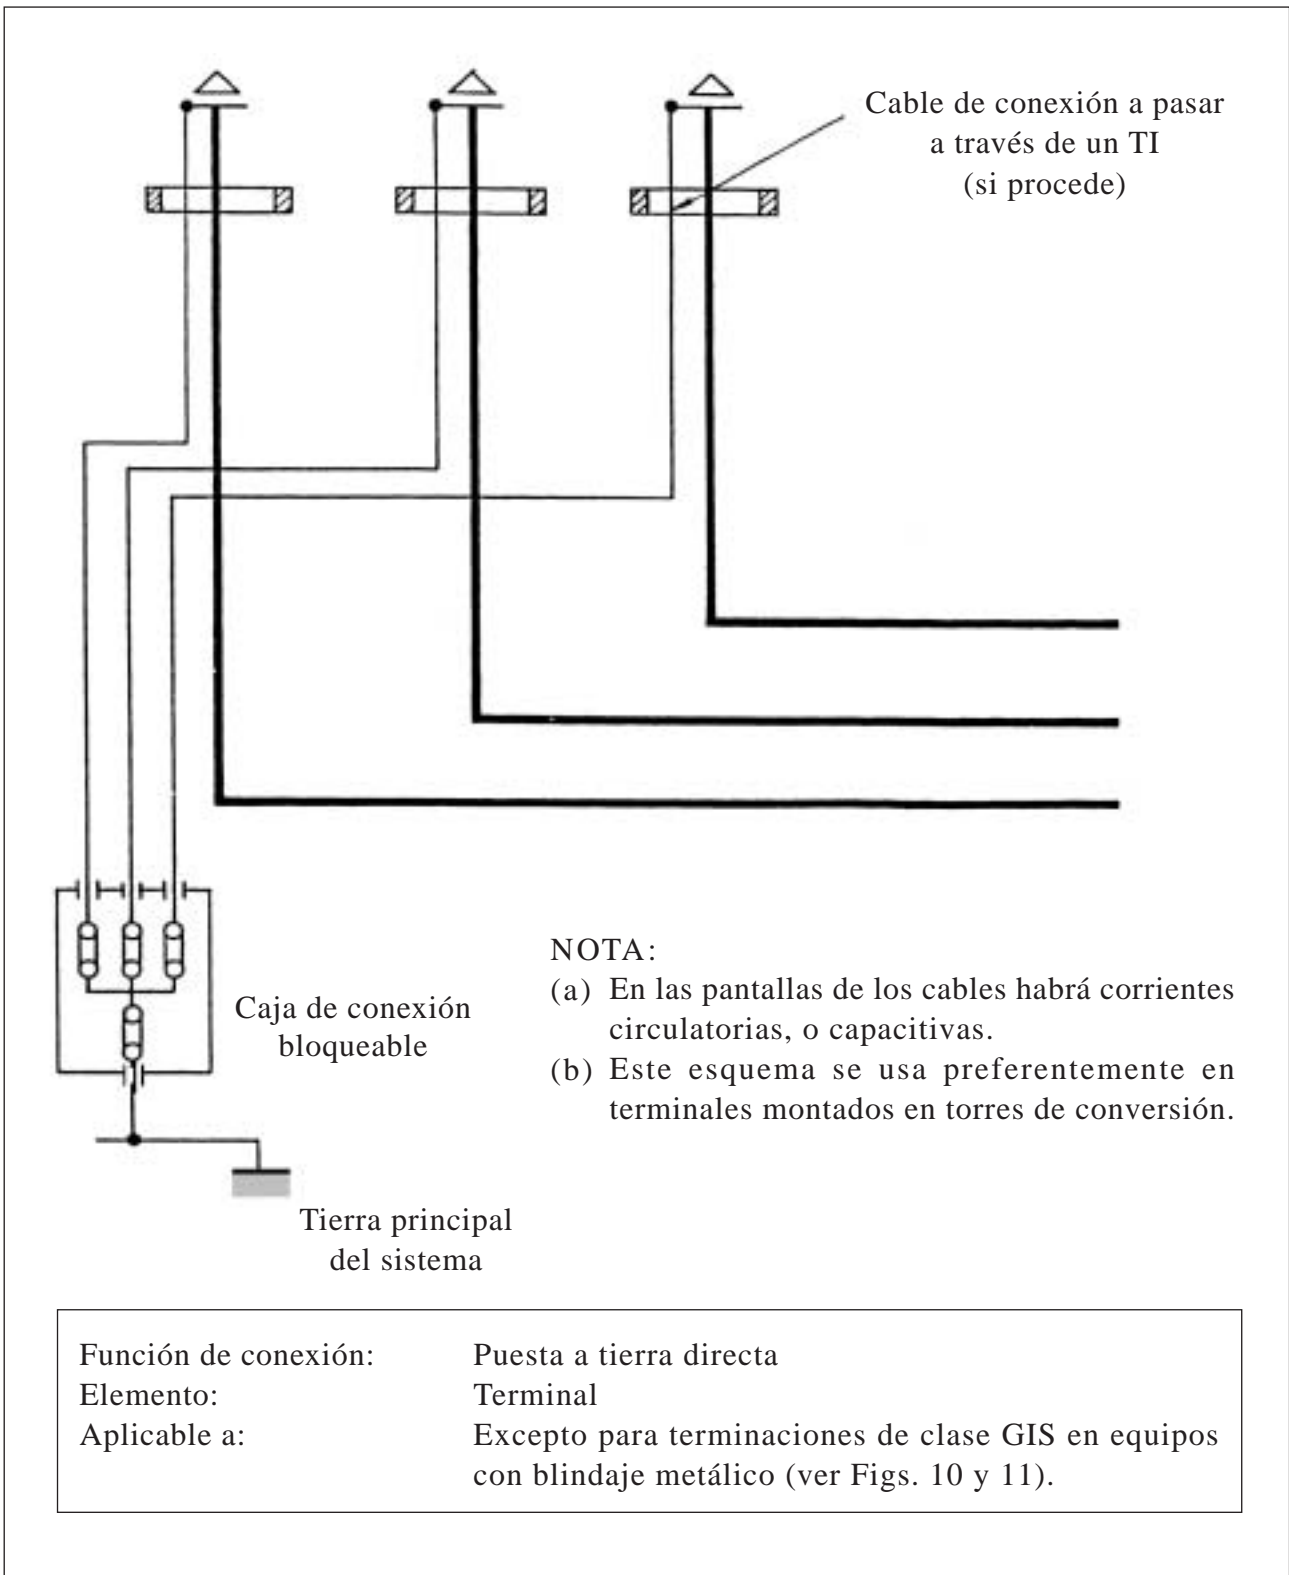 Cable de conexión a pasar
a través de un TI
(si procede)
NOTA:
(a) En las pantallas de los cables habrá corrientes
circulatorias, o capacitivas.
(b) Este esquema se usa preferentemente en
terminales montados en torres de conversión.
Caja de conexión
bloqueable
Tierra principal
del sistema
Función de conexión: Puesta a tierra directa
Elemento: Terminal
Aplicable a: Excepto para terminaciones de clase GIS en equipos
con blindaje metálico (ver Figs. 10 y 11).